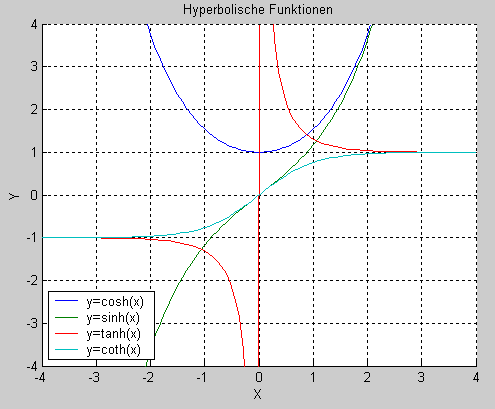 Hyperbolische Funktionen
4
3
2
1
0
-1
-2
-3
-4
Y
y=cosh(x)
y=sinh(x)
y=tanh(x)
y=coth(x)
-4 -3 -2 -1 0 1 2 3 4
X